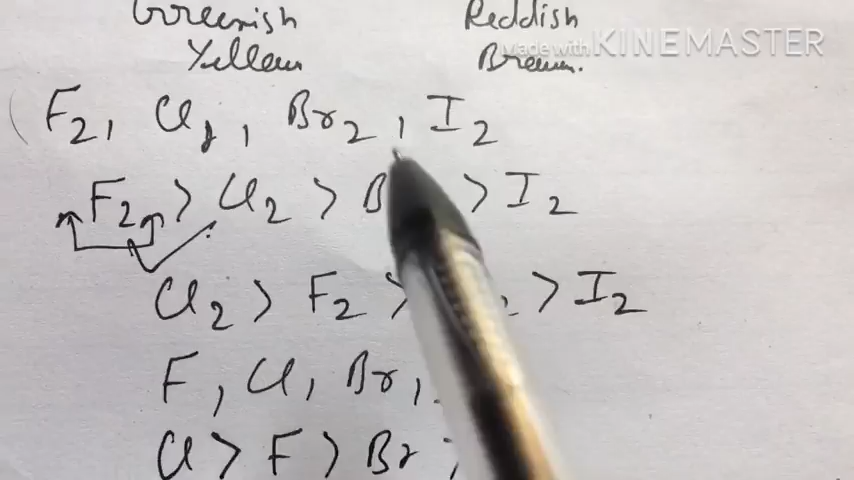 Greenish Reddish
Yellow Brown.
Made with KINEMASTER
F2, Cl2, Br2, I2
F2 > Cl2 > B > I2
Cl2 > F2 > 2 > I2
F, Cl, Br,
Cl > F > Br >